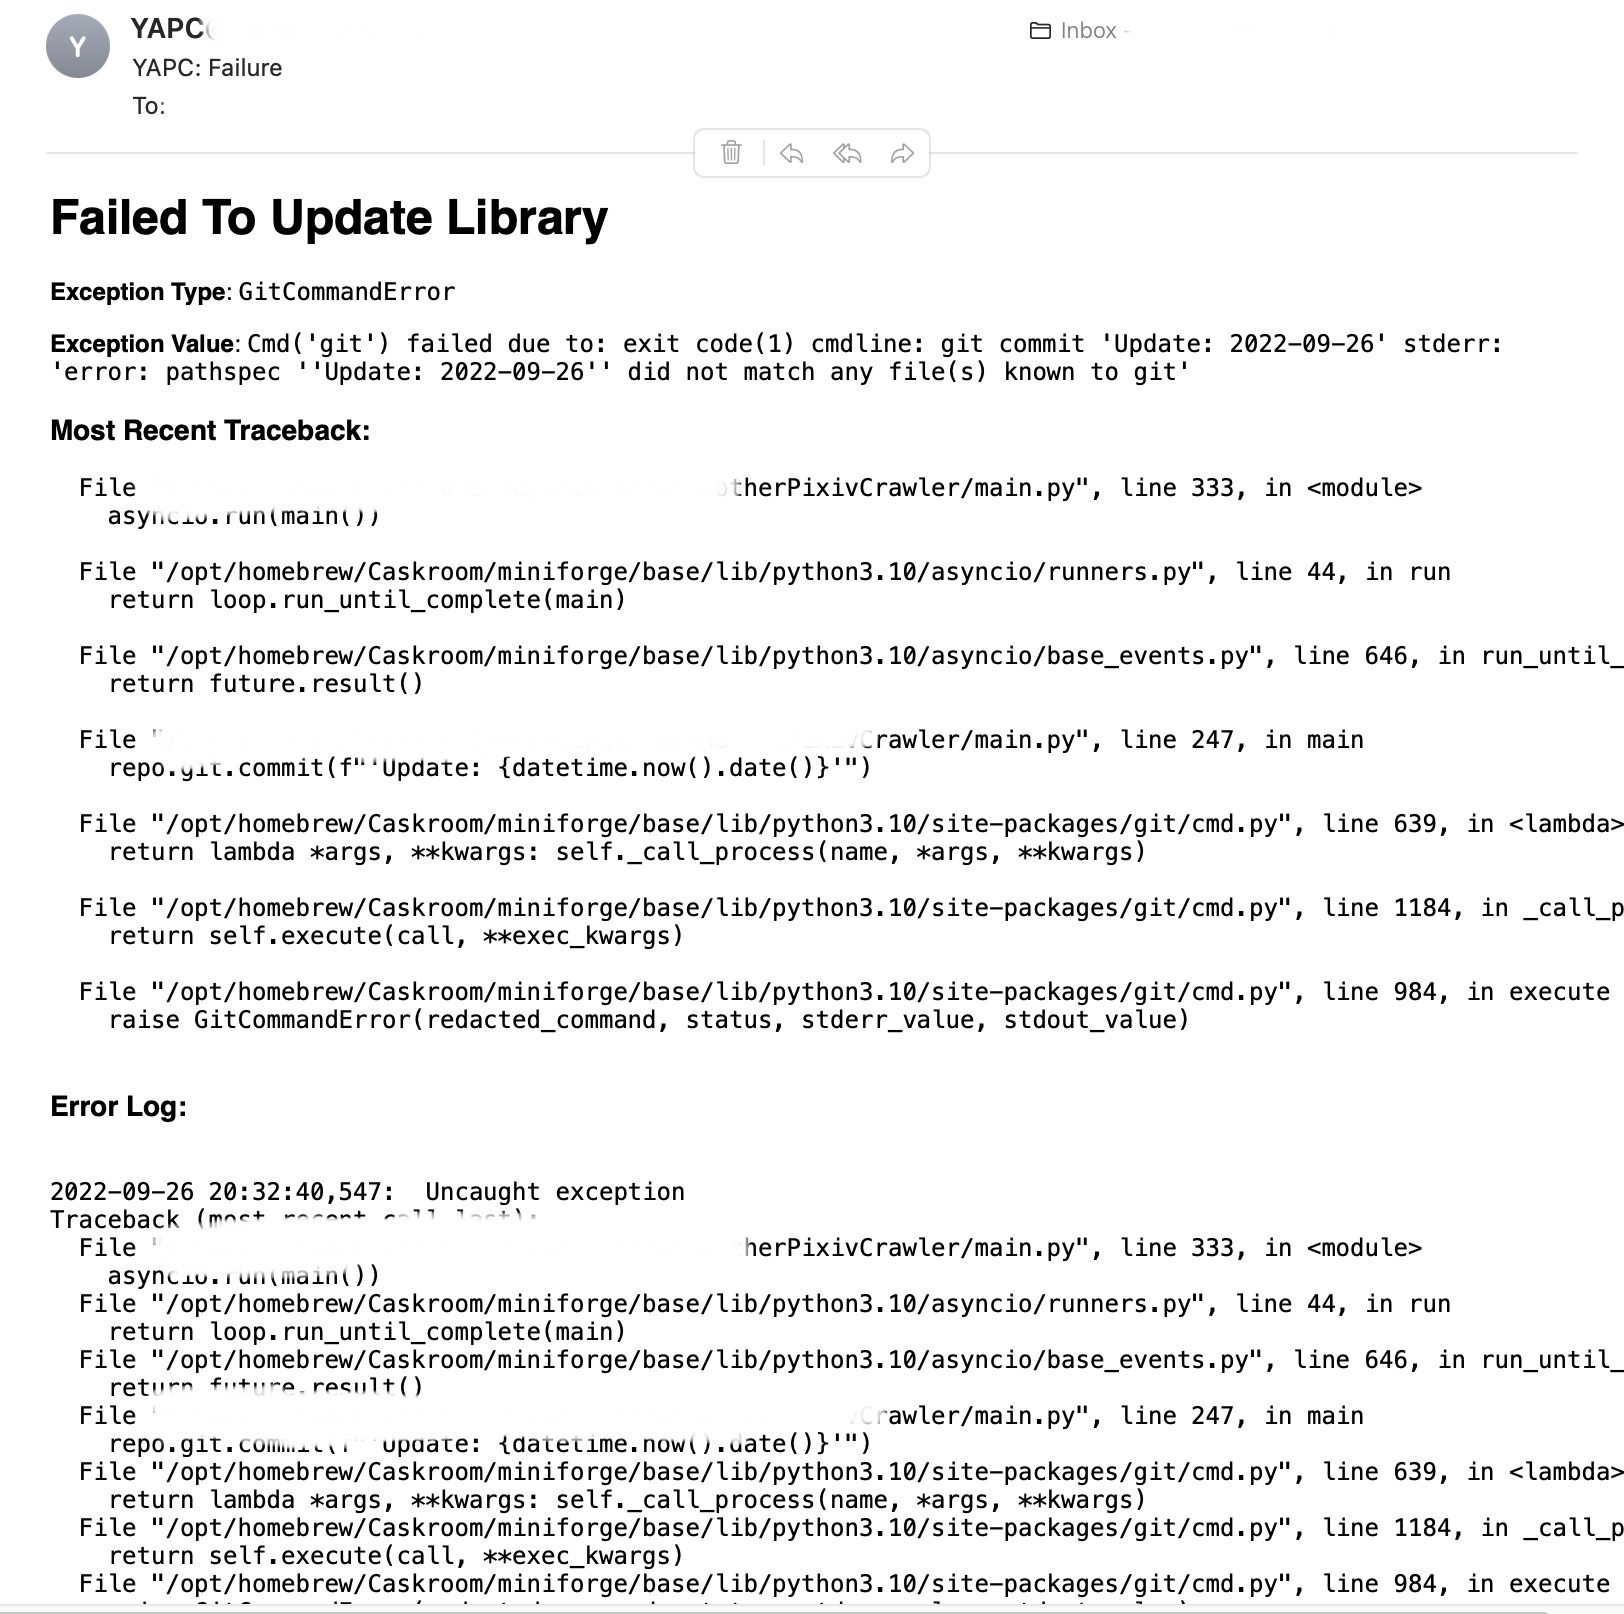 Y
YAPC
Inbox
YAPC: Failure
To:
Failed To Update Library
Exception Type: GitCommandError
Exception Value: Cmd('git') failed due to: exit code(1) cmdline: git commit 'Update: 2022-09-26' stderr:
'error: pathspec ''Update: 2022-09-26'' did not match any file(s) known to git'
Most Recent Traceback:
File therPixivCrawler/main.py", line 333, in <module>
asyncio.run(main())
File "/opt/homebrew/Caskroom/miniforge/base/lib/python3.10/asyncio/runners.py", line 44, in run
return loop.run_until_complete(main)
File "/opt/homebrew/Caskroom/miniforge/base/lib/python3.10/asyncio/base_events.py", line 646, in run_until_
return future.result()
File "/ Crawler/main.py", line 247, in main
repo.git.commit(f"'Update: {datetime.now().date()}'")
File "/opt/homebrew/Caskroom/miniforge/base/lib/python3.10/site-packages/git/cmd.py", line 639, in <lambda>
return lambda *args, **kwargs: self._call_process(name, *args, **kwargs)
File "/opt/homebrew/Caskroom/miniforge/base/lib/python3.10/site-packages/git/cmd.py", line 1184, in _call_p
return self.execute(call, **exec_kwargs)
File "/opt/homebrew/Caskroom/miniforge/base/lib/python3.10/site-packages/git/cmd.py", line 984, in execute
raise GitCommandError(redacted_command, status, stderr_value, stdout_value)
Error Log:
2022-09-26 20:32:40,547:  Uncaught exception
Traceback (most recent call last):
File " herPixivCrawler/main.py", line 333, in <module>
asyncio.run(main())
File "/opt/homebrew/Caskroom/miniforge/base/lib/python3.10/asyncio/runners.py", line 44, in run
return loop.run_until_complete(main)
File "/opt/homebrew/Caskroom/miniforge/base/lib/python3.10/asyncio/base_events.py", line 646, in run_until_
return future.result()
File Crawler/main.py", line 247, in main
repo.git.commit(f"'Update: {datetime.now().date()}'")
File "/opt/homebrew/Caskroom/miniforge/base/lib/python3.10/site-packages/git/cmd.py", line 639, in <lambda>
return lambda *args, **kwargs: self._call_process(name, *args, **kwargs)
File "/opt/homebrew/Caskroom/miniforge/base/lib/python3.10/site-packages/git/cmd.py", line 1184, in _call_p
return self.execute(call, **exec_kwargs)
File "/opt/homebrew/Caskroom/miniforge/base/lib/python3.10/site-packages/git/cmd.py", line 984, in execute